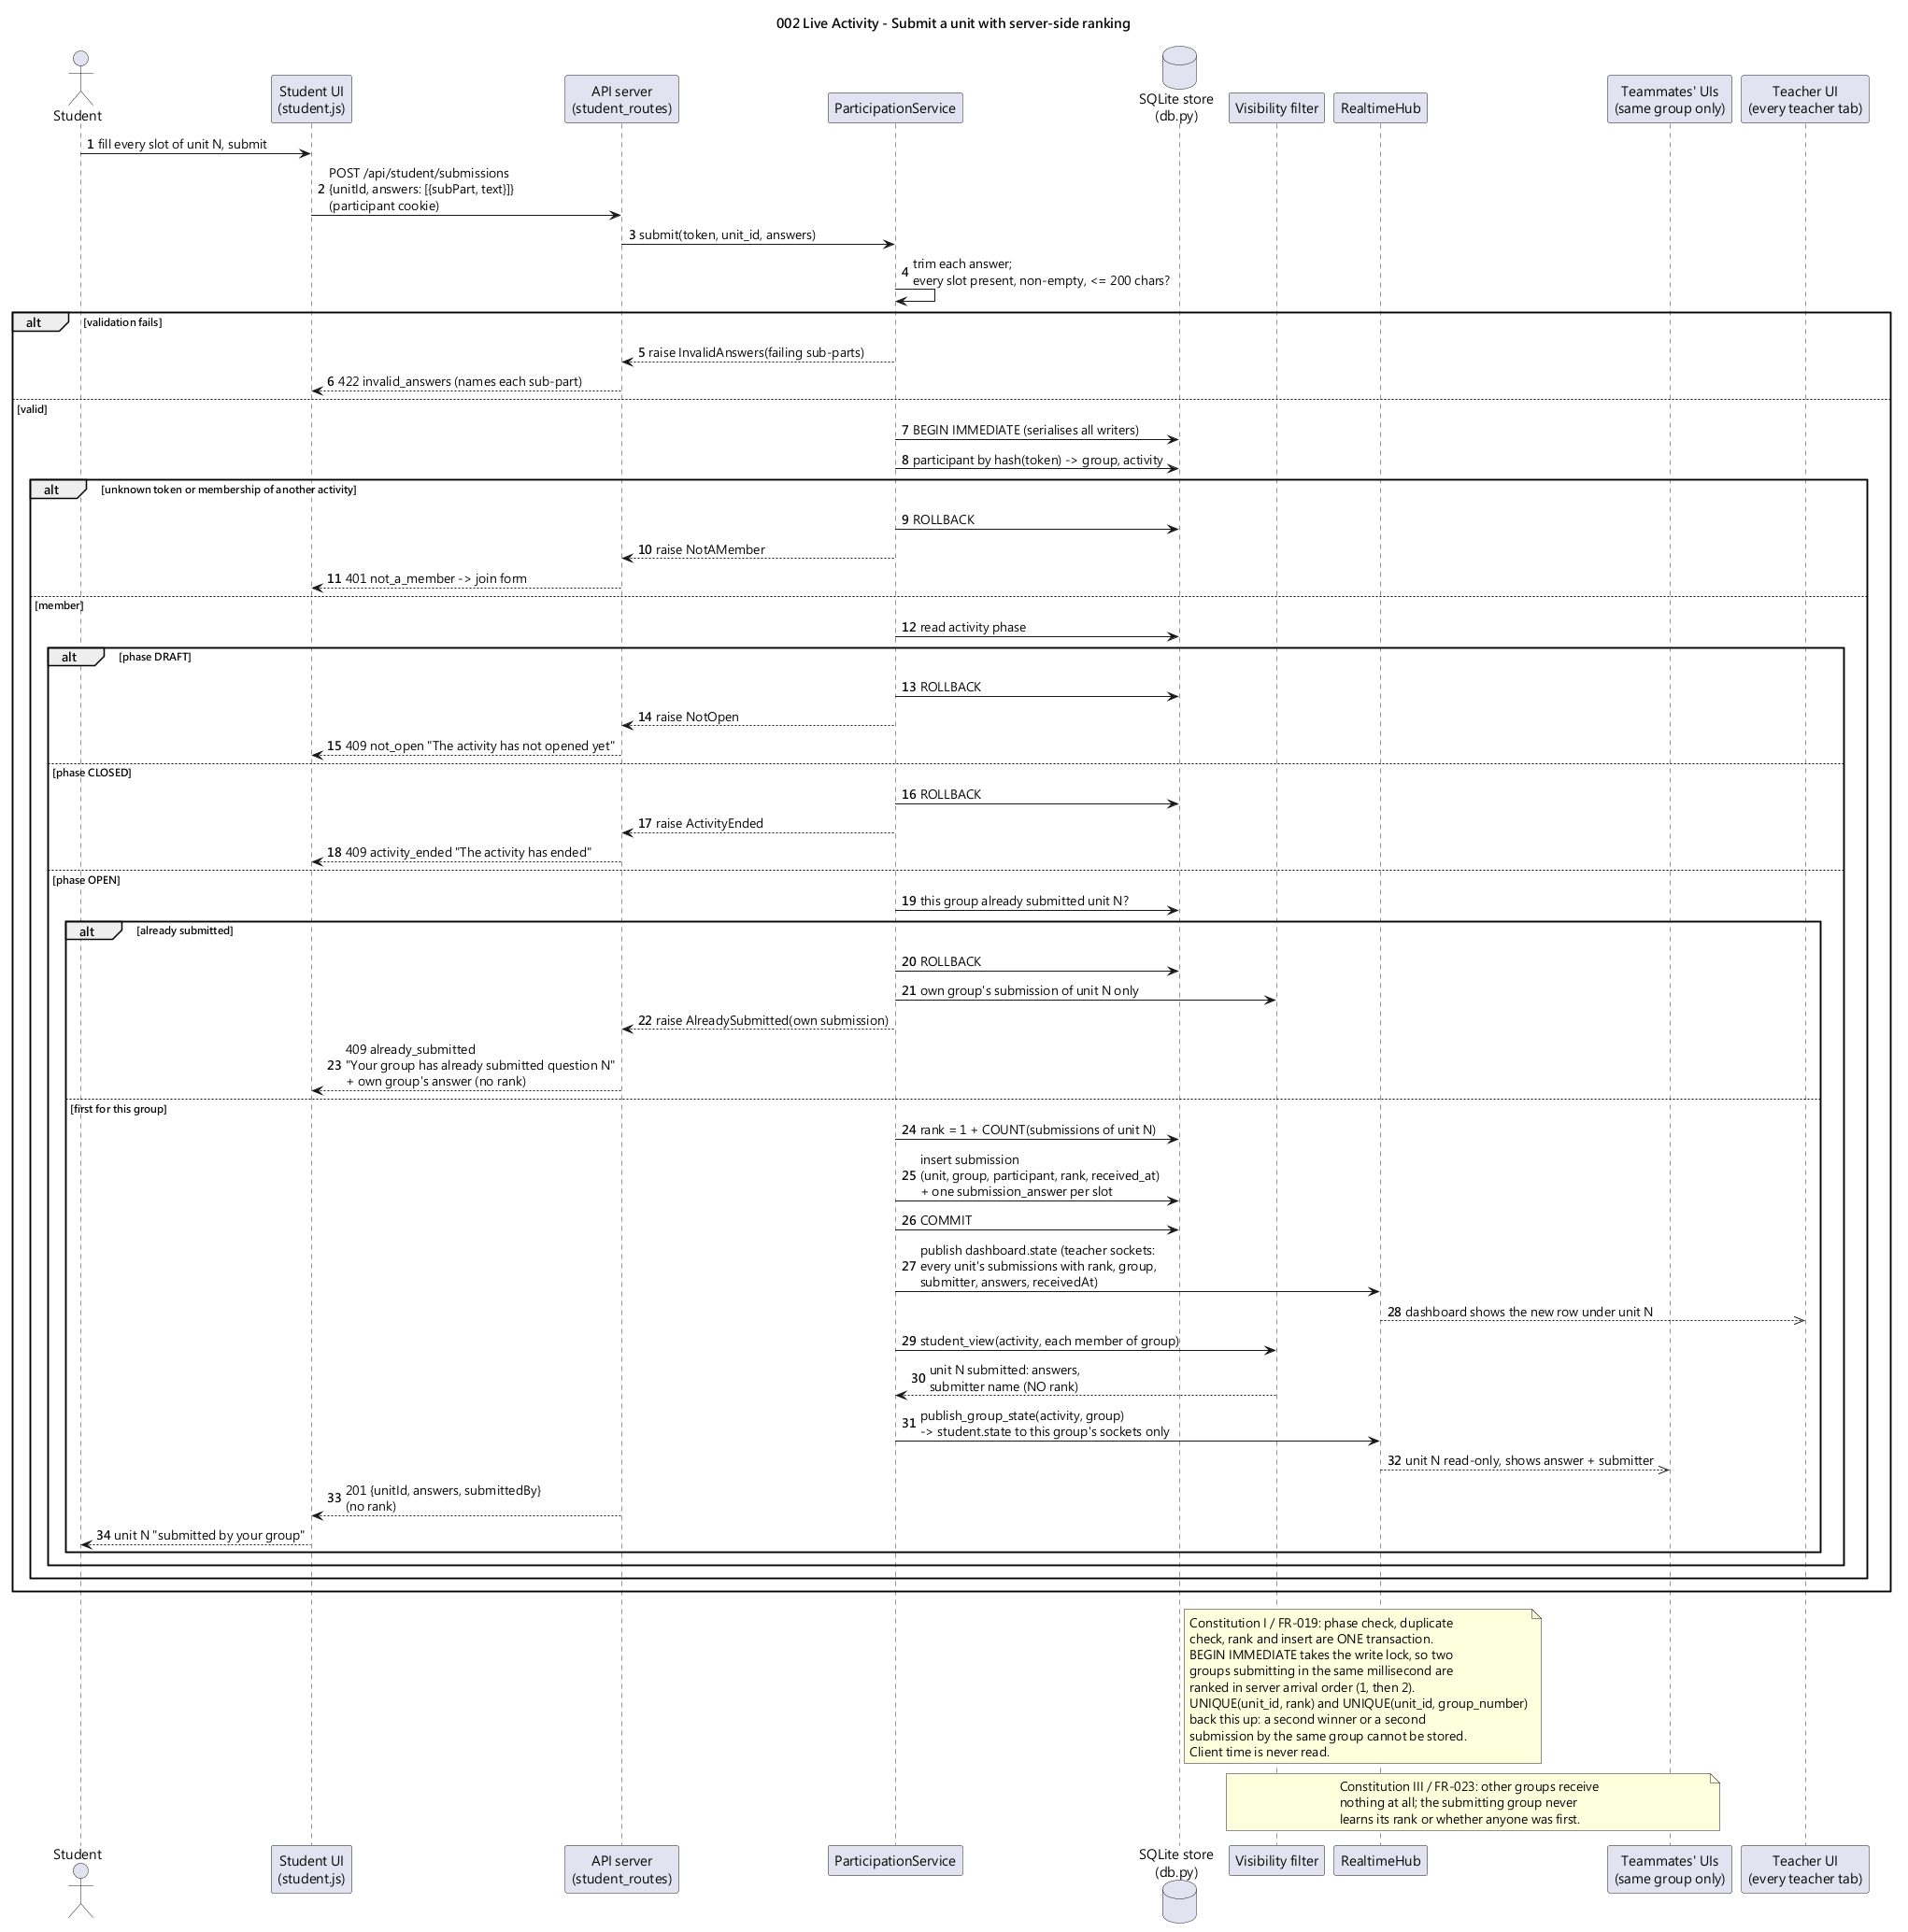 002 Live Activity - Submit a unit with server-side ranking
Student
Student UI
(student.js)
API server
(student_routes)
ParticipationService
SQLite store
(db.py)
Visibility filter
RealtimeHub
Teammates' UIs
(same group only)
Teacher UI
(every teacher tab)
1 fill every slot of unit N, submit
POST /api/student/submissions
2 {unitId, answers: [{subPart, text}]}
(participant cookie)
3 submit(token, unit_id, answers)
trim each answer;
4 every slot present, non-empty, <= 200 chars?
alt [validation fails]
5 raise InvalidAnswers(failing sub-parts)
6 422 invalid_answers (names each sub-part)
[valid]
7 BEGIN IMMEDIATE (serialises all writers)
8 participant by hash(token) -> group, activity
alt [unknown token or membership of another activity]
9 ROLLBACK
10 raise NotAMember
11 401 not_a_member -> join form
[member]
12 read activity phase
alt [phase DRAFT]
13 ROLLBACK
14 raise NotOpen
15 409 not_open "The activity has not opened yet"
[phase CLOSED]
16 ROLLBACK
17 raise ActivityEnded
18 409 activity_ended "The activity has ended"
[phase OPEN]
19 this group already submitted unit N?
alt [already submitted]
20 ROLLBACK
21 own group's submission of unit N only
22 raise AlreadySubmitted(own submission)
409 already_submitted
23 "Your group has already submitted question N"
+ own group's answer (no rank)
[first for this group]
24 rank = 1 + COUNT(submissions of unit N)
insert submission
25 (unit, group, participant, rank, received_at)
+ one submission_answer per slot
26 COMMIT
publish dashboard.state (teacher sockets:
27 every unit's submissions with rank, group,
submitter, answers, receivedAt)
28 dashboard shows the new row under unit N
29 student_view(activity, each member of group)
30 unit N submitted: answers,
submitter name (NO rank)
31 publish_group_state(activity, group)
-> student.state to this group's sockets only
32 unit N read-only, shows answer + submitter
33 201 {unitId, answers, submittedBy}
(no rank)
34 unit N "submitted by your group"
Constitution I / FR-019: phase check, duplicate
check, rank and insert are ONE transaction.
BEGIN IMMEDIATE takes the write lock, so two
groups submitting in the same millisecond are
ranked in server arrival order (1, then 2).
UNIQUE(unit_id, rank) and UNIQUE(unit_id, group_number)
back this up: a second winner or a second
submission by the same group cannot be stored.
Client time is never read.
Constitution III / FR-023: other groups receive
nothing at all; the submitting group never
learns its rank or whether anyone was first.
Student
Student UI
(student.js)
API server
(student_routes)
ParticipationService
SQLite store
(db.py)
Visibility filter
RealtimeHub
Teammates' UIs
(same group only)
Teacher UI
(every teacher tab)